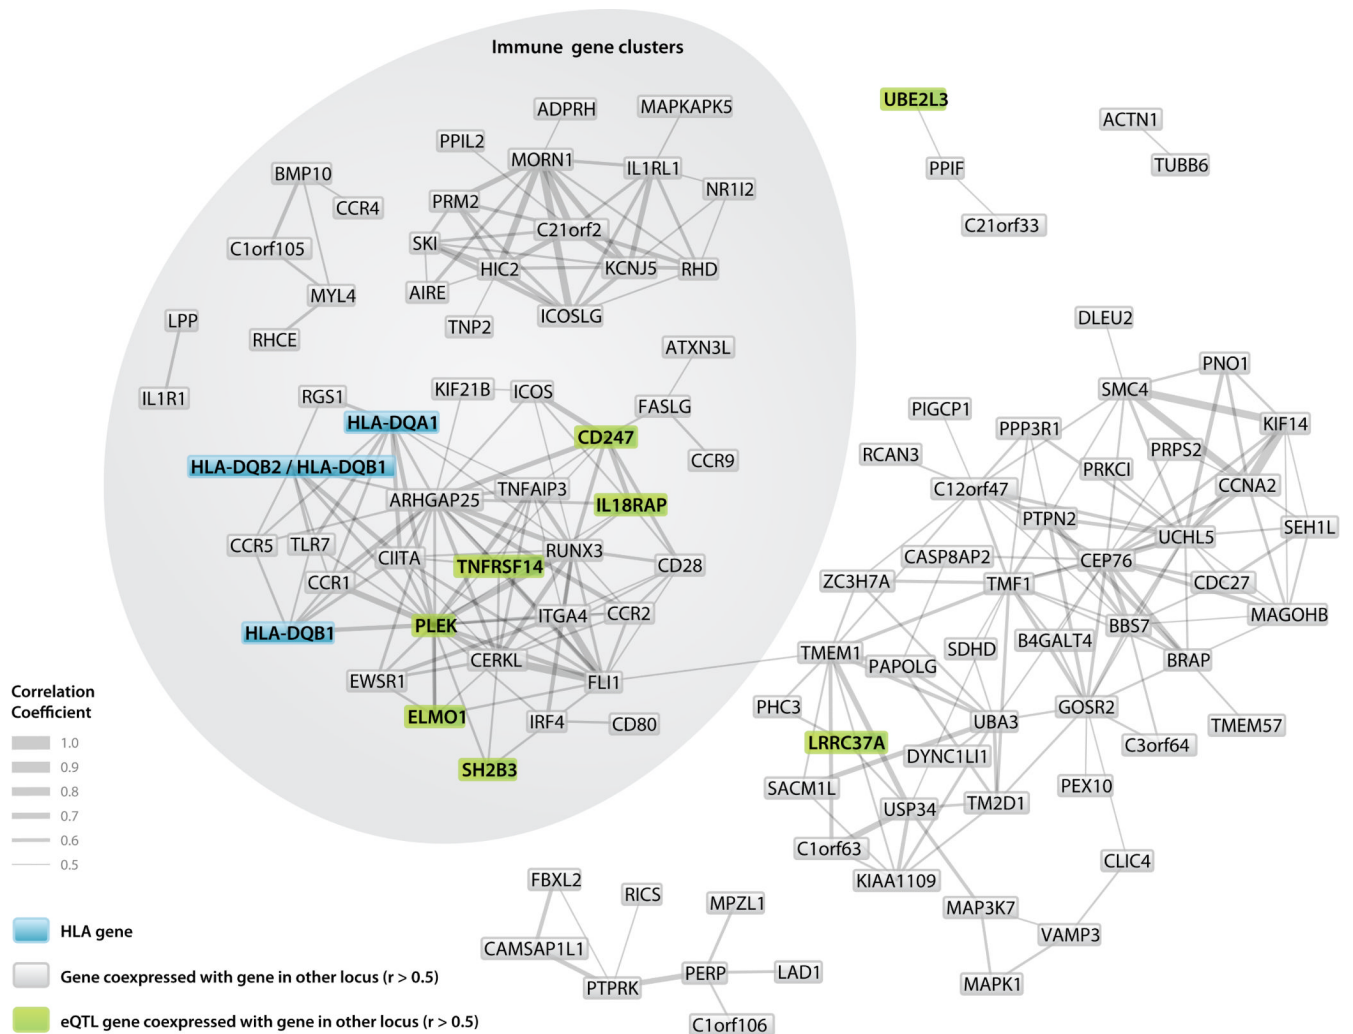 Immune gene clusters
UBE2L3
ADPRH
MAPKAPK5
ACTN1
PPIL2
MORN1
IL1RL1
PPIF
TUBB6
BMP10
NR1I2
CCR4
PRM2
C21orf2
C21orf33
C1orf105
SKI
HIC2
KCNJ5
RHD
MYL4
AIRE
ICOSLG
LPP
TNP2
DLEU2
RHCE
ATXN3L
PNO1
IL1R1
RGS1
KIF21B
ICOS
SMC4
FASLG
PIGCP1
HLA-DQA1
CD247
PPP3R1
KIF14
RCAN3
PRPS2
HLA-DQB2 / HLA-DQB1
CCR9
PRKCI
ARHGAP25
TNFAIP3
C12orf47
CCNA2
IL18RAP
PTPN2
SEH1L
CCR5
TLR7
CIITA
RUNX3
UCHL5
TNFRSF14
CD28
CASP8AP2
CEP76
CCR1
ZC3H7A
TMF1
CDC27
ITGA4
CCR2
MAGOHB
HLA-DQB1
PLEK
BBS7
CERKL
TMEM1
SDHD
B4GALT4
EWSR1
FLI1
PAPOLG
BRAP
ELMO1
IRF4
CD80
PHC3
UBA3
GOSR2
TMEM57
LRRC37A
C3orf64
SH2B3
DYNC1LI1
SACM1L
PEX10
USP34
TM2D1
C1orf63
CLIC4
KIAA1109
FBXL2
RICS
MPZL1
MAP3K7
CAMSAP1L1
VAMP3
PTPRK
PERP
LAD1
MAPK1
C1orf106
Correlation
Coefficient
1.0
0.9
0.8
0.7
0.6
0.5
HLA gene
Gene coexpressed with gene in other locus (r > 0.5)
eQTL gene coexpressed with gene in other locus (r > 0.5)